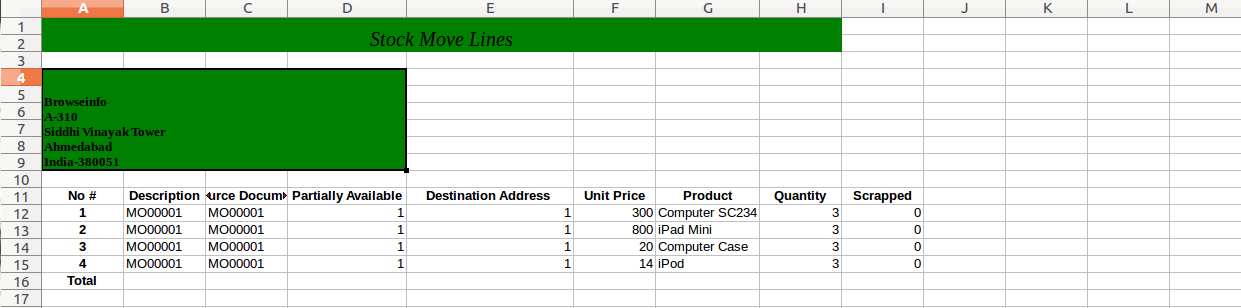 A B C D E F G H I J K L M
1
2 Stock Move Lines
3
4
5 Browseinfo
6 A-310
7 Siddhi Vinayak Tower
8 Ahmedabad
9 India-380051
10
11 No # Description urce Docum Partially Available Destination Address Unit Price Product Quantity Scrapped
12 1 MO00001 MO00001 1 1 300 Computer SC234 3 0
13 2 MO00001 MO00001 1 1 800 iPad Mini 3 0
14 3 MO00001 MO00001 1 1 20 Computer Case 3 0
15 4 MO00001 MO00001 1 1 14 iPod 3 0
16 Total
17